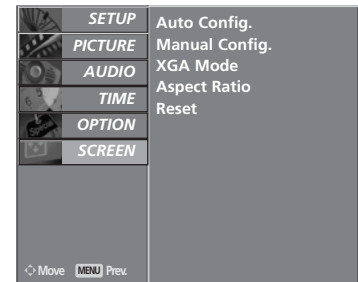 SETUP
PICTURE
AUDIO
TIME
OPTION
SCREEN
Auto Config.
Manual Config.
XGA Mode
Aspect Ratio
Reset
Move MENU Prev.